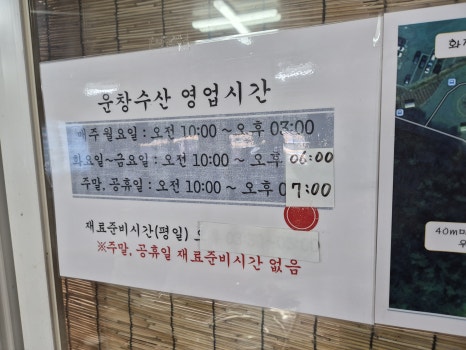 운창수산 영업시간
매주 월요일 : 오전 10:00 ~ 오후 03:00
화요일~금요일 : 오전 10:00 ~ 오후 06:00
주말, 공휴일 : 오전 10:00 ~ 오후 07:00
재료준비시간(평일)
※주말, 공휴일 재료준비시간 없음
40m